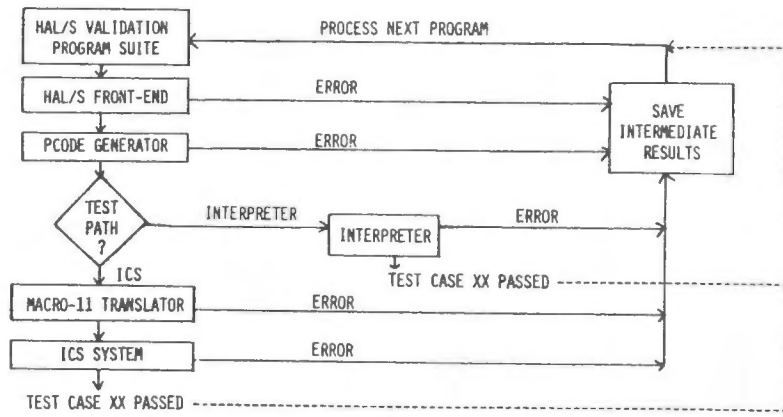 HAL/S VALIDATION
PROGRAM SUITE
PROCESS NEXT PROGRAM
HAL/S FRONT-END
ERROR
SAVE
INTERMEDIATE
RESULTS
PCODE GENERATOR
ERROR
TEST
PATH
?
INTERPRETER
INTERPRETER
ERROR
TEST CASE XX PASSED
ICS
MACRO-11 TRANSLATOR
ERROR
ICS SYSTEM
ERROR
TEST CASE XX PASSED